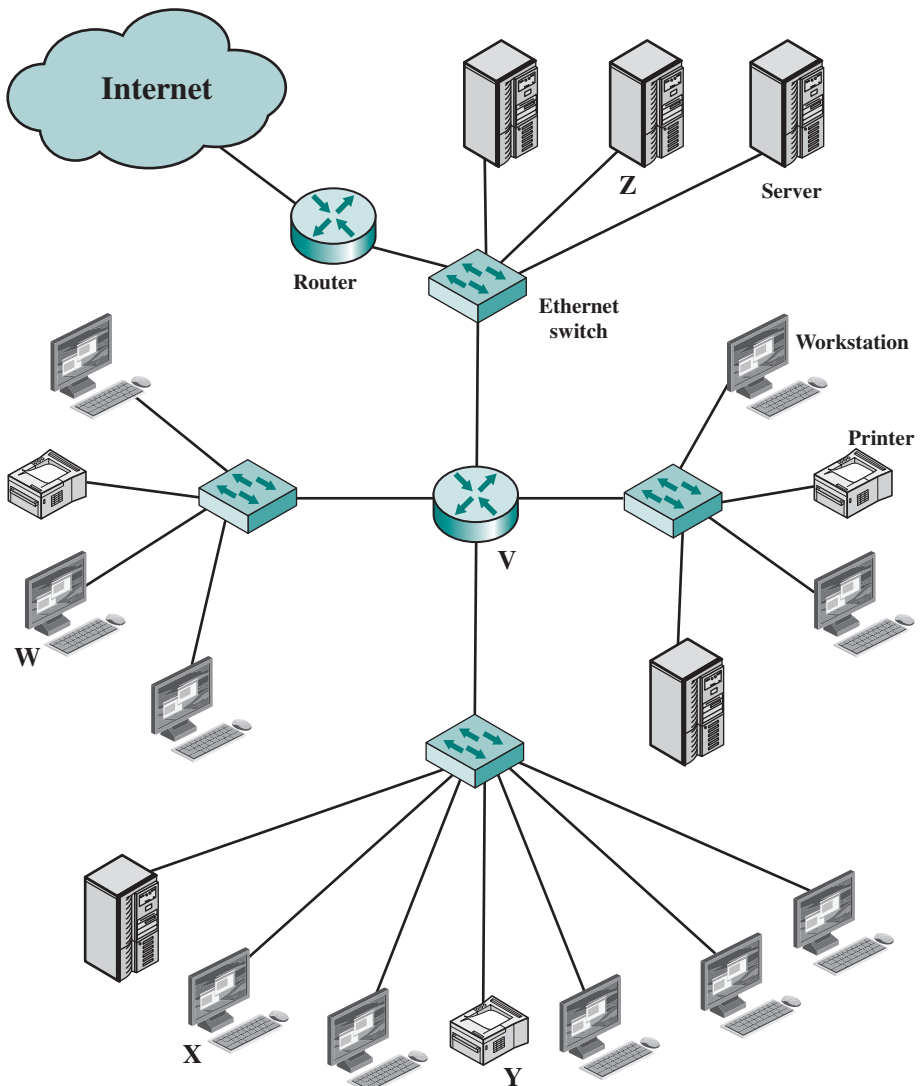 Internet
Z
Server
Router
Ethernet
switch
Workstation
Printer
V
W
X
Y